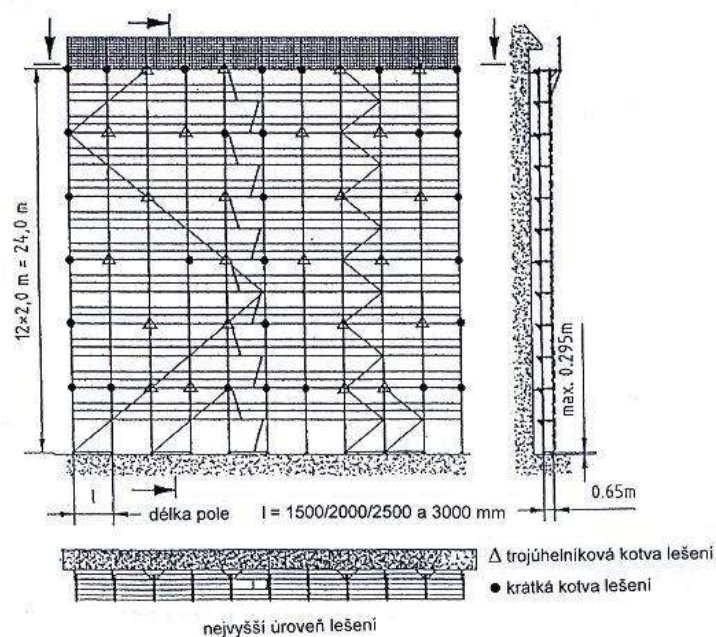 12×2,0 m = 24,0 m
max. 0.295m
0.65m
l
délka pole l = 1500/2000/2500 a 3000 mm
Δ trojúhelníková kotva lešení
● krátká kotva lešení
nejvyšší úroveň lešení